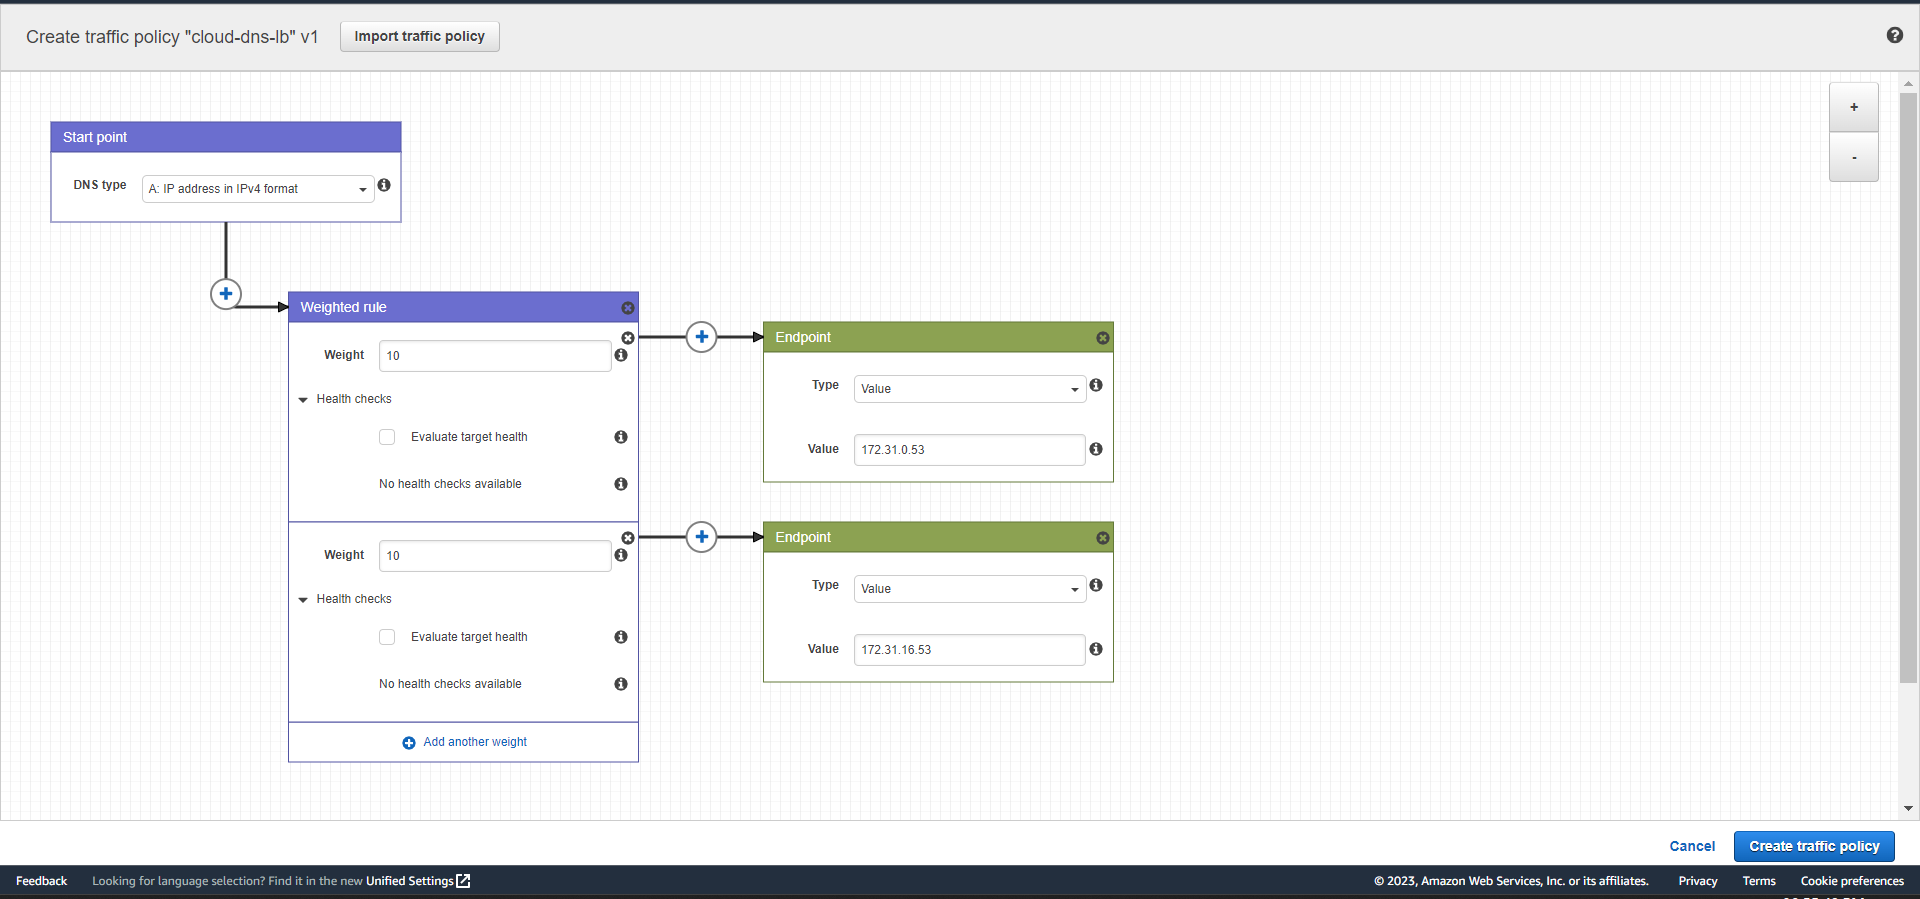 Create traffic policy "cloud-dns-lb" v1
Import traffic policy
+
-
Start point
DNS type
A: IP address in IPv4 format
Weighted rule
Weight
10
Health checks
Evaluate target health
No health checks available
Endpoint
Type
Value
Value
172.31.0.53
Weight
10
Health checks
Evaluate target health
No health checks available
Endpoint
Type
Value
Value
172.31.16.53
Add another weight
Cancel
Create traffic policy
Feedback
Looking for language selection? Find it in the new Unified Settings
© 2023, Amazon Web Services, Inc. or its affiliates.
Privacy
Terms
Cookie preferences